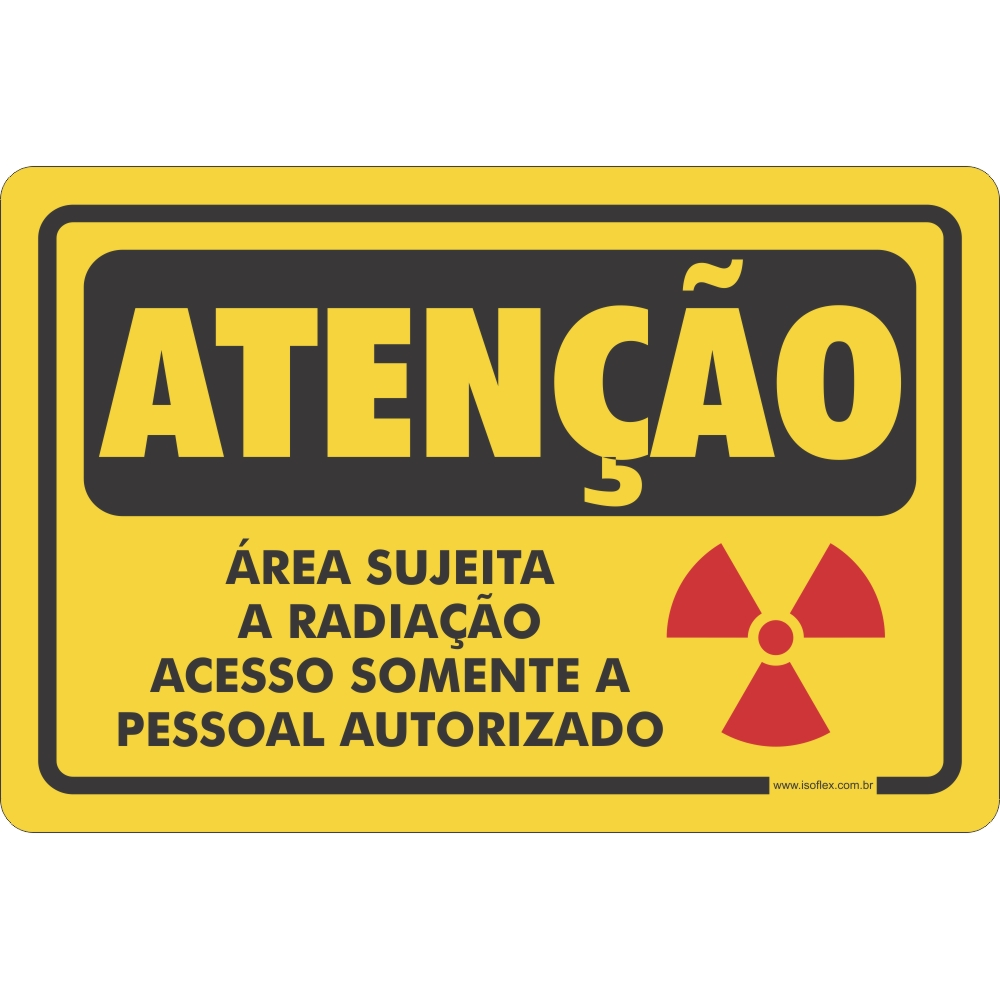 ATENÇÃO
ÁREA SUJEITA
A RADIAÇÃO
ACESSO SOMENTE A
PESSOAL AUTORIZADO
www.isoflex.com.br